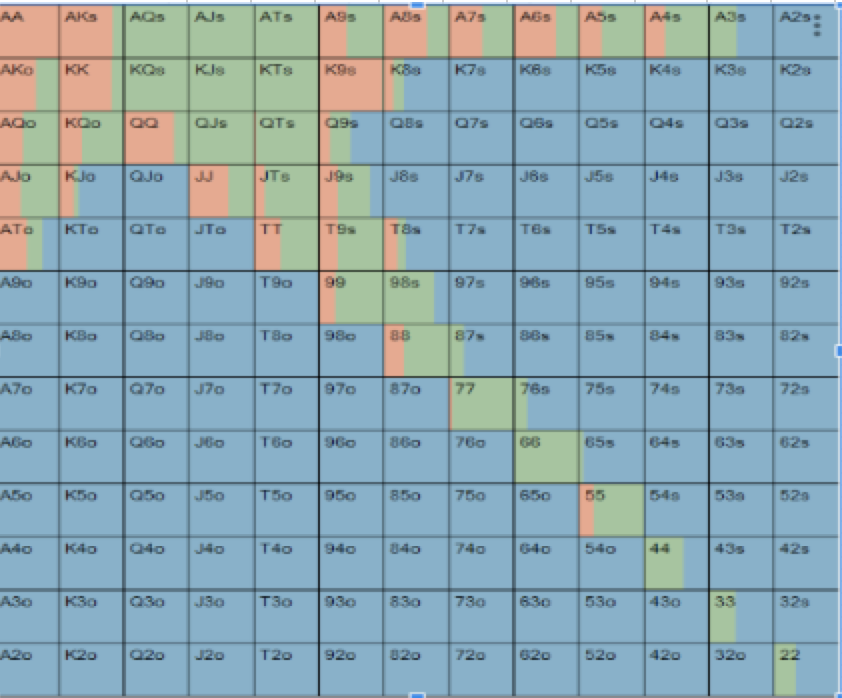 AA AKs AQs AJs ATs A9s A8s A7s A6s A5s A4s A3s A2s
AKo KK KQs KJs KTs K9s K8s K7s K6s K5s K4s K3s K2s
AQo KQo QQ QJs QTs Q9s Q8s Q7s Q6s Q5s Q4s Q3s Q2s
AJo KJo QJo JJ JTs J9s J8s J7s J6s J5s J4s J3s J2s
ATo KTo QTo JTo TT T9s T8s T7s T6s T5s T4s T3s T2s
A9o K9o Q9o J9o T9o 99 98s 97s 96s 95s 94s 93s 92s
A8o K8o Q8o J8o T8o 98o 88 87s 86s 85s 84s 83s 82s
A7o K7o Q7o J7o T7o 97o 87o 77 76s 75s 74s 73s 72s
A6o K6o Q6o J6o T6o 96o 86o 76o 66 65s 64s 63s 62s
A5o K5o Q5o J5o T5o 95o 85o 75o 65o 55 54s 53s 52s
A4o K4o Q4o J4o T4o 94o 84o 74o 64o 54o 44 43s 42s
A3o K3o Q3o J3o T3o 93o 83o 73o 63o 53o 43o 33 32s
A2o K2o Q2o J2o T2o 92o 82o 72o 62o 52o 42o 32o 22